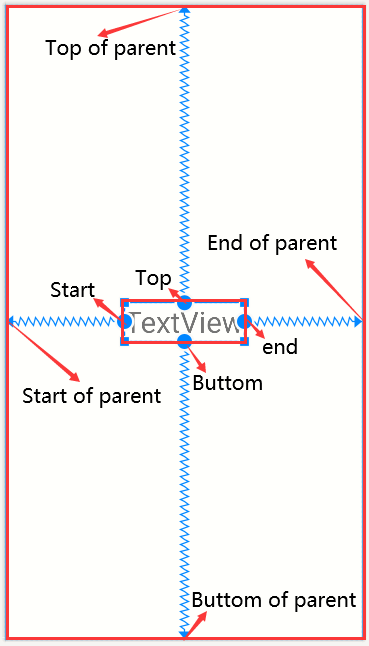 Top of parent
End of parent
Top
Start
TextView
end
Buttom
Start of parent
Buttom of parent